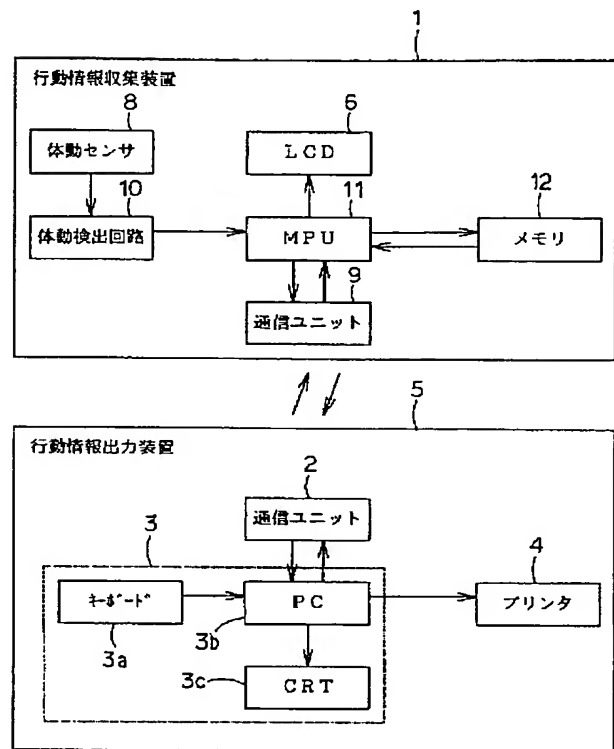 1
行動情報収集装置
8
体動センサ
6
LCD
10
体動検出回路
11
MPU
12
メモリ
9
通信ユニット
5
行動情報出力装置
2
通信ユニット
3
キーボード
3a
PC
3b
4
プリンタ
3c
CRT